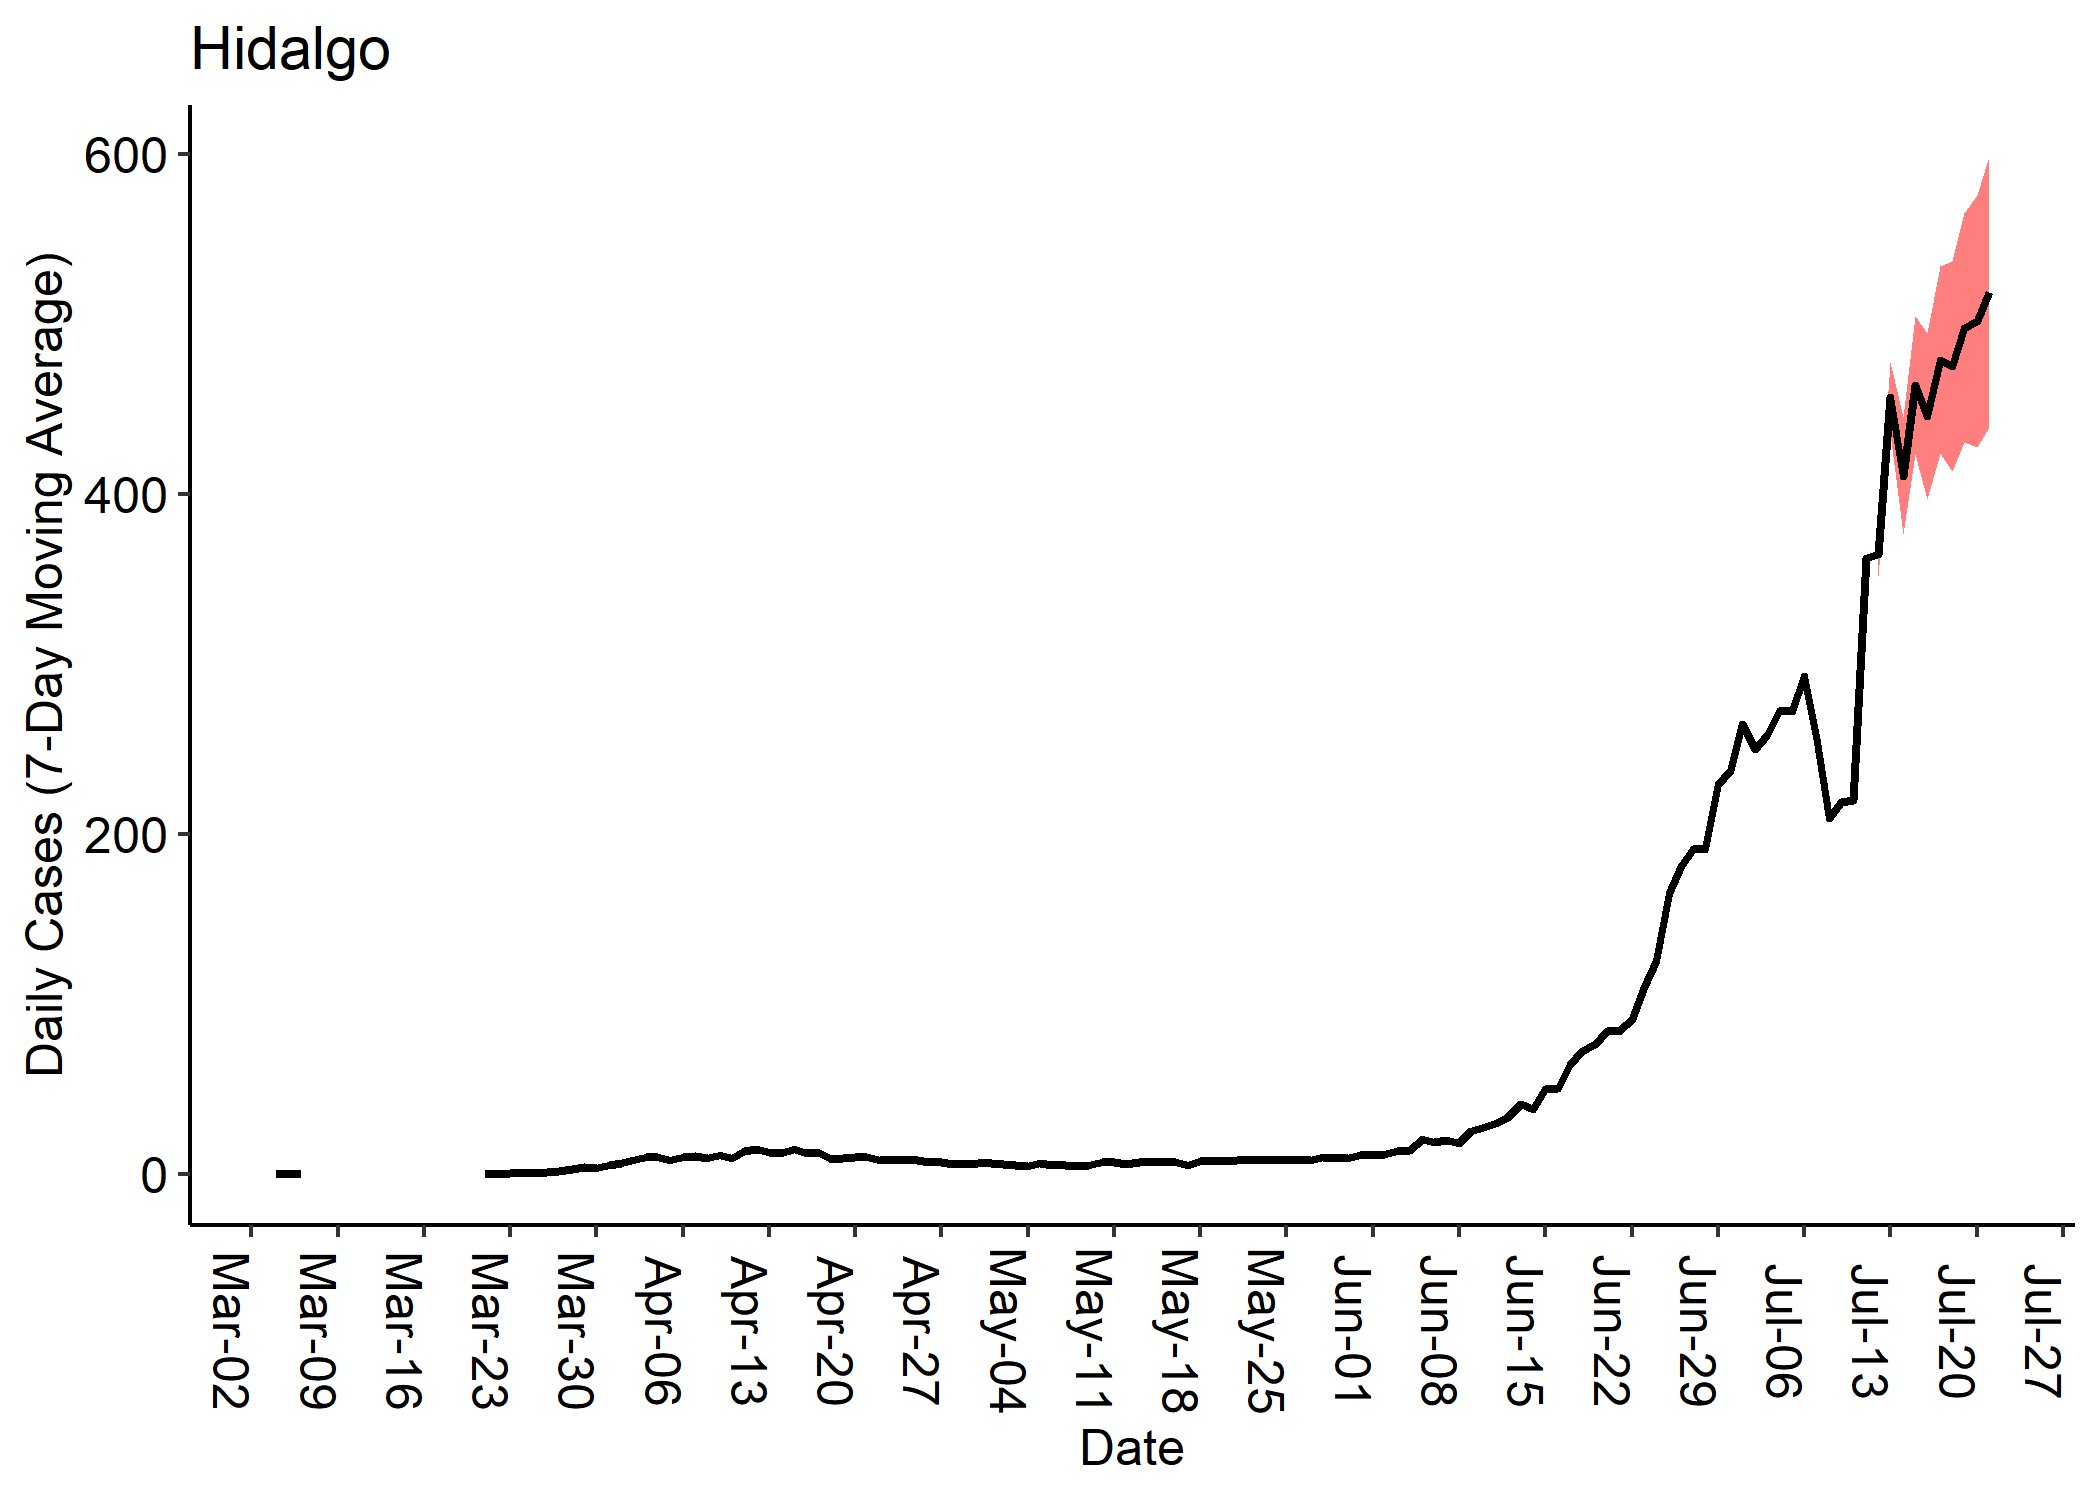 Hidalgo
Daily Cases (7-Day Moving Average)
600
400
200
0
Mar-02
Mar-09
Mar-16
Mar-23
Mar-30
Apr-06
Apr-13
Apr-20
Apr-27
May-04
May-11
May-18
May-25
Jun-01
Jun-08
Jun-15
Jun-22
Jun-29
Jul-06
Jul-13
Jul-20
Jul-27
Date